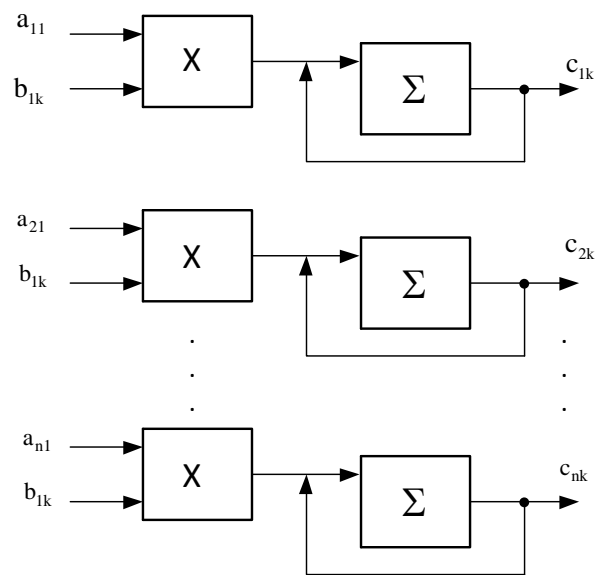 a11
X
Σ
c1k
b1k
a21
X
Σ
c2k
b1k
. .
. .
. .
an1
X
Σ
cnk
b1k